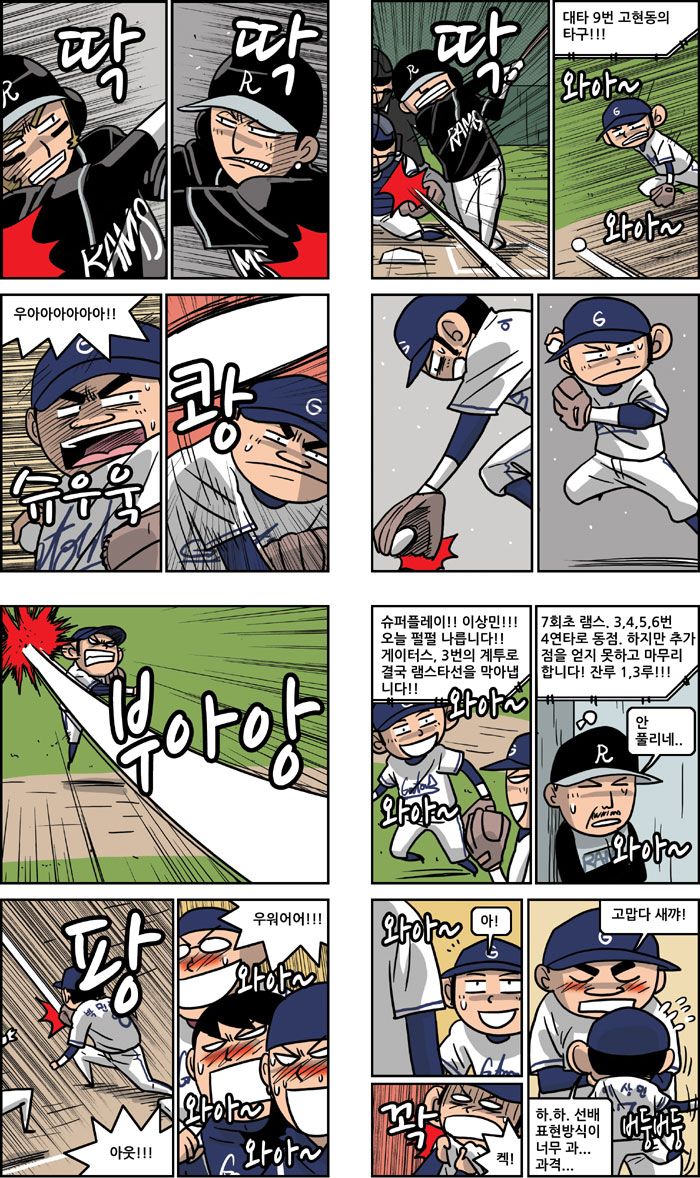 딱
딱
R
R
RAMS
우아아아아아아!!
G
슈우욱
쾅
G
딱
R
RAMS
대타 9번 고현동의
타구!!!
와아~
G
와아~
G
G
부아앙
팡
아웃!!!
우워어어!!!
와아~
와아~
와아~
G
슈퍼플레이!! 이상민!!!
오늘 펄펄 나릅니다!!
게이터스, 3번의 계투로
결국 램스타선을 막아냅
니다!!
와아~
G
와아~
7회초 램스. 3,4,5,6번
4연타로 동점. 하지만 추가
점을 얻지 못하고 마무리
합니다! 잔루 1,3루!!!
안
풀리네..
R
와아~
와아~
아!
G
꽉
켁!
고맙다 새꺄!
G
상민
버둥버둥
하.하. 선배
표현방식이
너무 과...
과격...